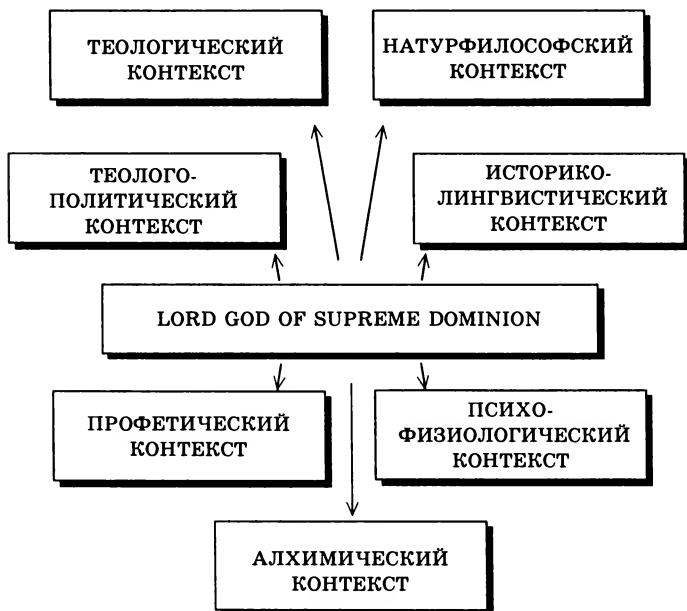 ТЕОЛОГИЧЕСКИЙ
КОНТЕКСТ
НАТУРФИЛОСОФСКИЙ
КОНТЕКСТ
ТЕОЛОГО-
ПОЛИТИЧЕСКИЙ
КОНТЕКСТ
ИСТОРИКО-
ЛИНГВИСТИЧЕСКИЙ
КОНТЕКСТ
LORD GOD OF SUPREME DOMINION
ПРОФЕТИЧЕСКИЙ
КОНТЕКСТ
ПСИХО-
ФИЗИОЛОГИЧЕСКИЙ
КОНТЕКСТ
АЛХИМИЧЕСКИЙ
КОНТЕКСТ